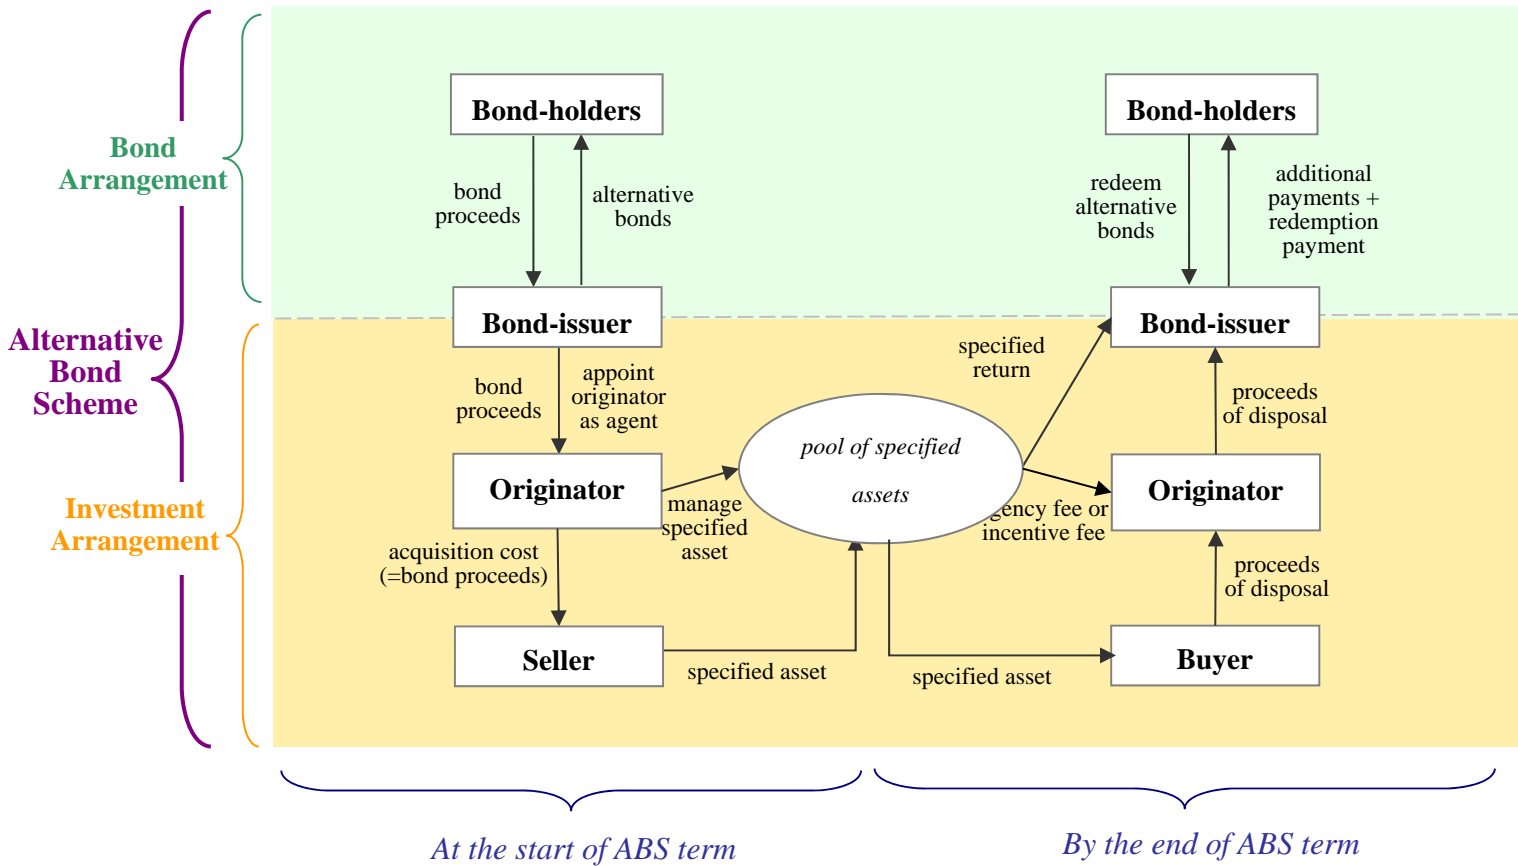 Bond-holders
Bond-holders
Bond
Arrangement
bond
proceeds
alternative
bonds
redeem
alternative
bonds
additional
payments +
redemption
payment
Alternative
Bond
Scheme
Bond-issuer
Bond-issuer
bond
proceeds
appoint
originator
as agent
specified
return
proceeds
of disposal
pool of specified
assets
Investment
Arrangement
Originator
manage
specified
asset
gency fee or
incentive fee
Originator
acquisition cost
(=bond proceeds)
proceeds
of disposal
Seller
specified asset
specified asset
Buyer
At the start of ABS term
By the end of ABS term